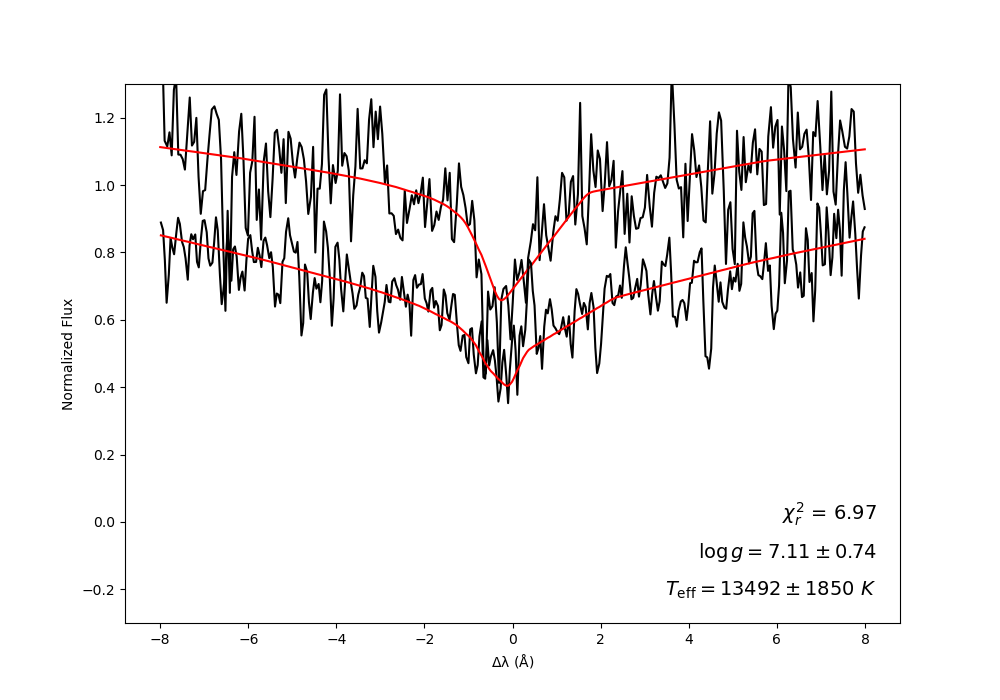 1.2
1.0
0.8
0.6
0.4
0.2
0.0
−0.2
Normalized Flux
χ²ᵣ = 6.97
log g = 7.11 ± 0.74
T_eff = 13492 ± 1850 K
−8 −6 −4 −2 0 2 4 6 8
Δλ (Å)